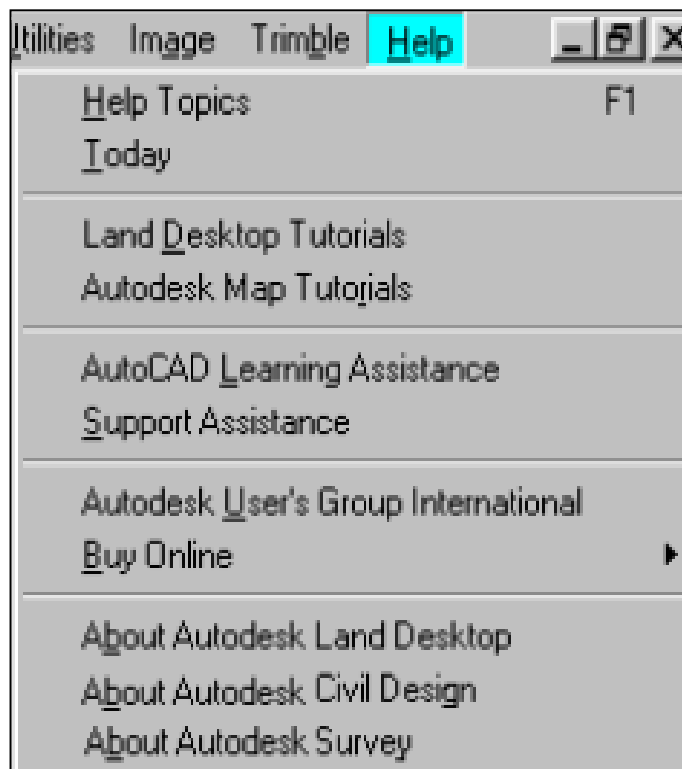 Utilities Image Trimble Help
Help Topics F1
Today
Land Desktop Tutorials
Autodesk Map Tutorials
AutoCAD Learning Assistance
Support Assistance
Autodesk User's Group International
Buy Online
About Autodesk Land Desktop
About Autodesk Civil Design
About Autodesk Survey